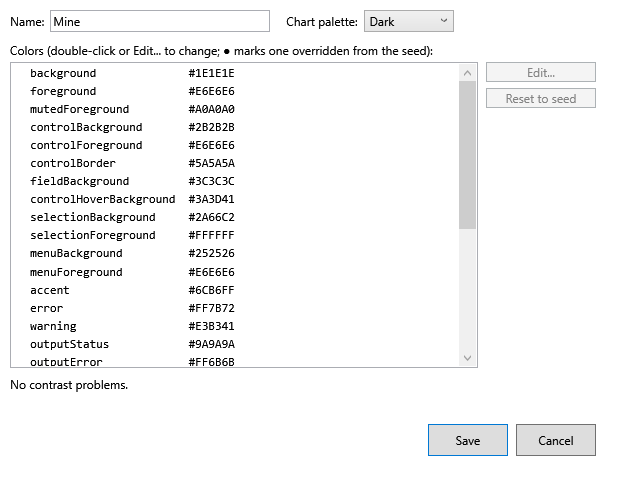 Name: Mine Chart palette: Dark
Colors (double-click or Edit... to change; ● marks one overridden from the seed):
background #1E1E1E Edit...
foreground #E6E6E6 Reset to seed
mutedForeground #A0A0A0
controlBackground #2B2B2B
controlForeground #E6E6E6
controlBorder #5A5A5A
fieldBackground #3C3C3C
controlHoverBackground #3A3D41
selectionBackground #2A66C2
selectionForeground #FFFFFF
menuBackground #252526
menuForeground #E6E6E6
accent #6CB6FF
error #FF7B72
warning #E3B341
outputStatus #9A9A9A
outputError #FF6B6B
No contrast problems.
Save Cancel